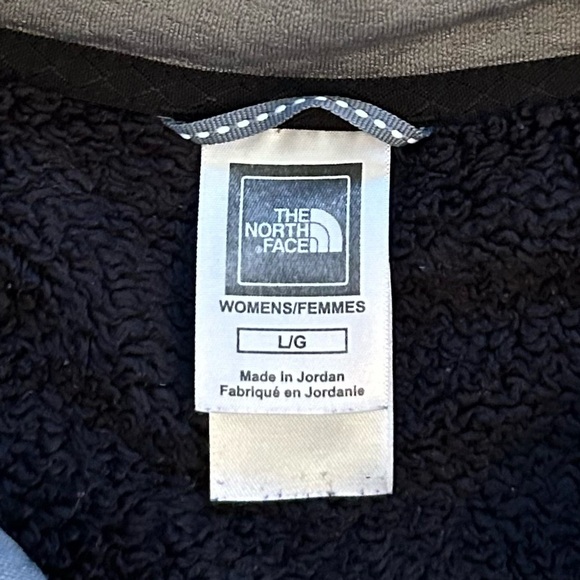 THE
NORTH
FACE
WOMENS/FEMMES
L/G
Made in Jordan
Fabriqué en Jordanie